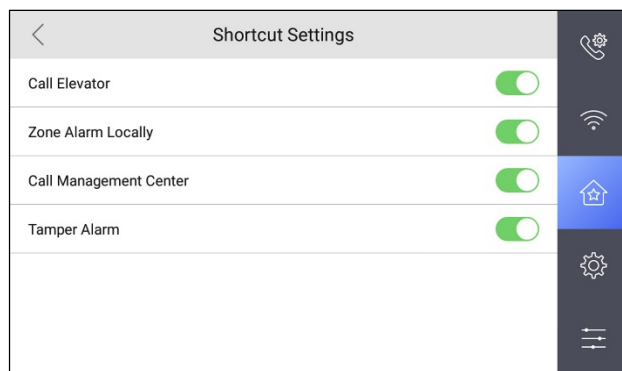 Shortcut Settings
Call Elevator
Zone Alarm Locally
Call Management Center
Tamper Alarm